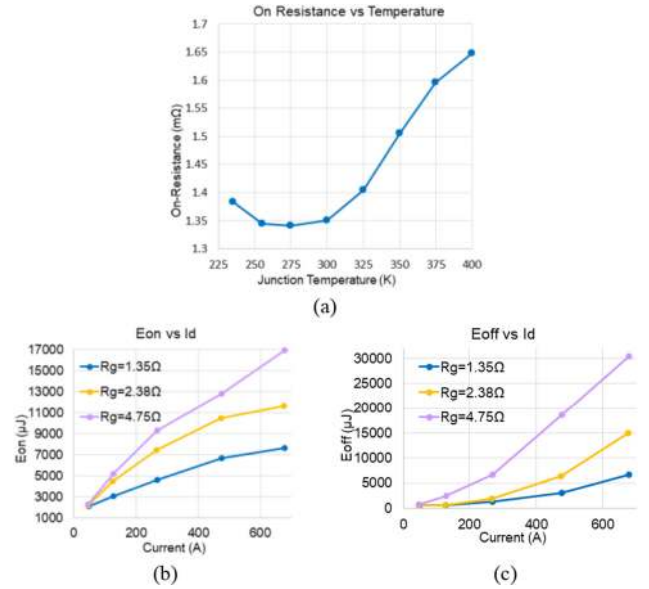 On Resistance vs Temperature
On-Resistance (mΩ)
1.7
1.65
1.6
1.55
1.5
1.45
1.4
1.35
1.3
225 250 275 300 325 350 375 400
Junction Temperature (K)
(a)
Eon vs Id
Eon (μJ)
17000
15000
13000
11000
9000
7000
5000
3000
1000
Rg=1.35Ω
Rg=2.38Ω
Rg=4.75Ω
0 200 400 600
Current (A)
(b)
Eoff vs Id
Eoff (μJ)
30000
25000
20000
15000
10000
5000
0
Rg=1.35Ω
Rg=2.38Ω
Rg=4.75Ω
0 200 400 600
Current (A)
(c)